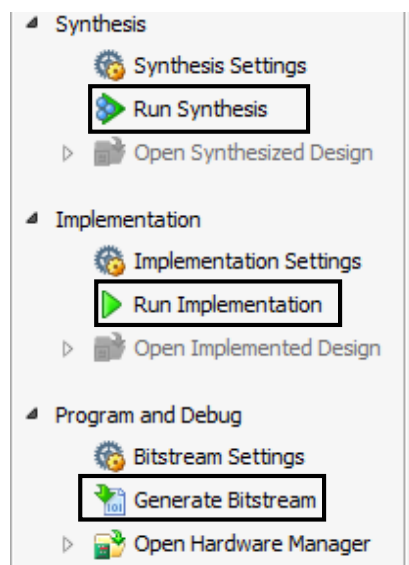 Synthesis
Synthesis Settings
Run Synthesis
Open Synthesized Design
Implementation
Implementation Settings
Run Implementation
Open Implemented Design
Program and Debug
Bitstream Settings
Generate Bitstream
Open Hardware Manager